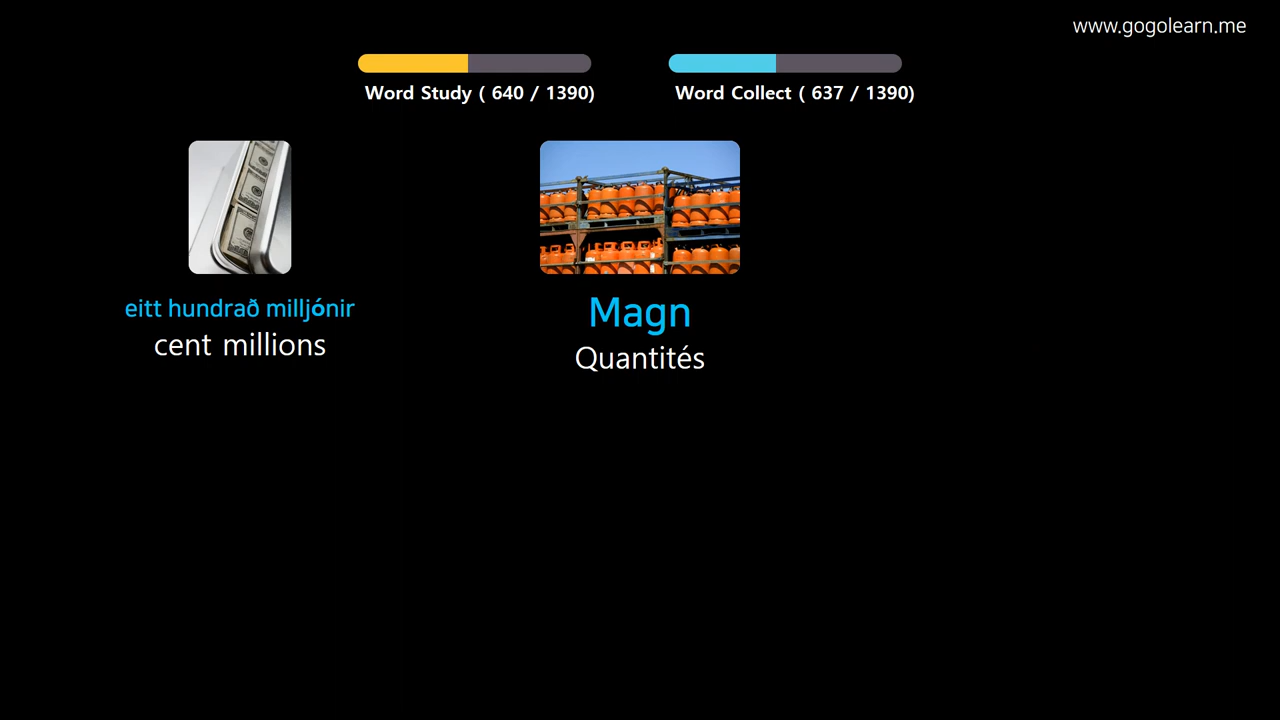 www.gogolearn.me
Word Study ( 640 / 1390)
Word Collect ( 637 / 1390)
eitt hundrað milljónir
cent millions
Magn
Quantités